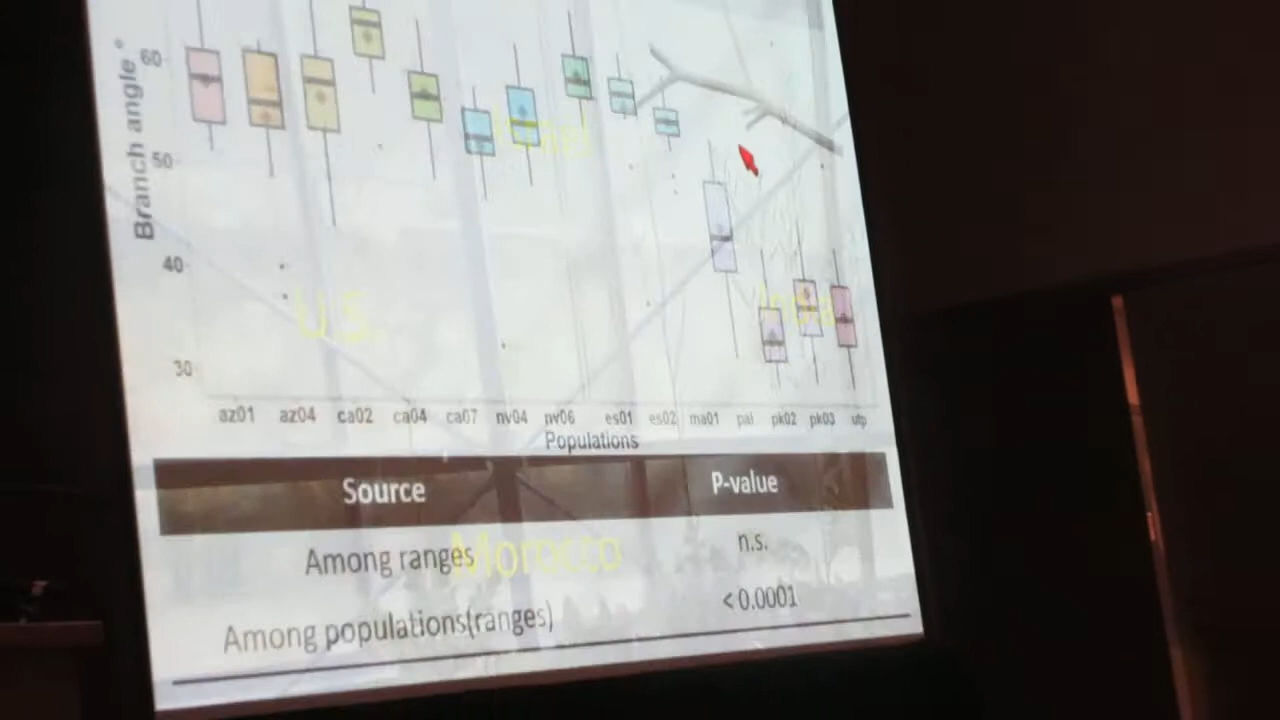 Branch angle °
60
50
40
30
Israel
U.S.
India
az01 az04 ca02 ca04 ca07 nv04 nv06 es01 es02 ma01 pal pk02 pk03 utp
Populations
Source P-value
Among ranges n.s.
Morocco
Among populations(ranges) < 0.0001